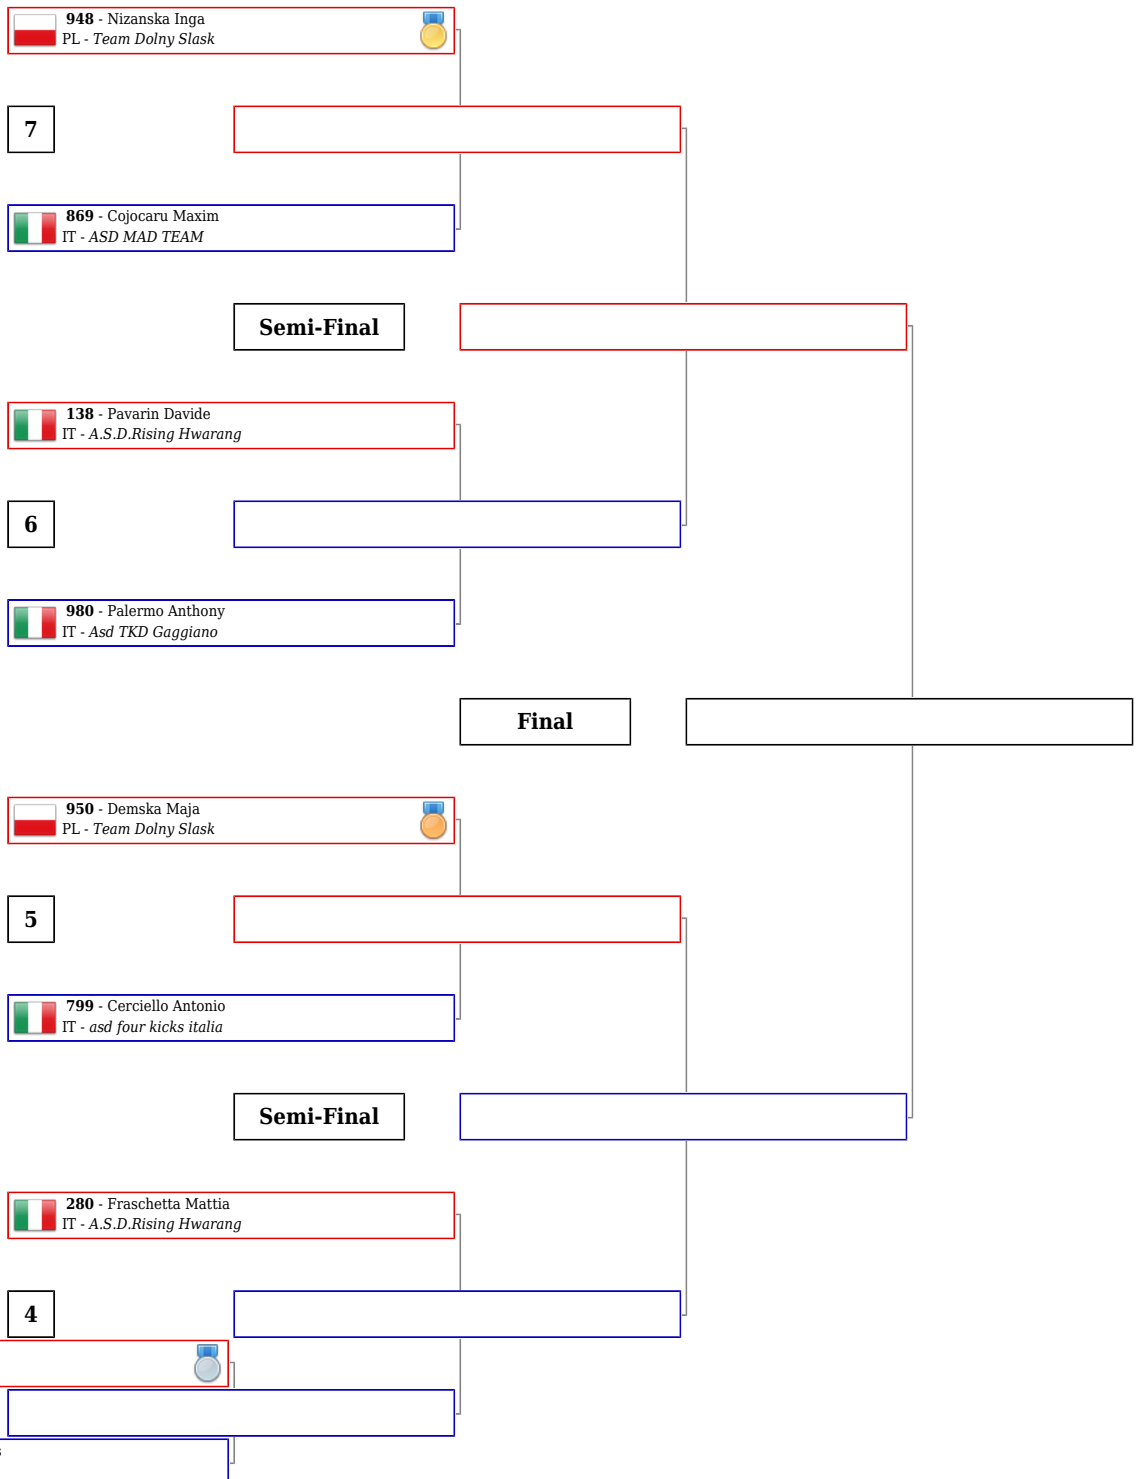 948 - Nizanska Inga
PL - Team Dolny Slask
7
869 - Cojocaru Maxim
IT - ASD MAD TEAM
Semi-Final
138 - Pavarin Davide
IT - A.S.D.Rising Hwarang
6
980 - Palermo Anthony
IT - Asd TKD Gaggiano
Final
950 - Demska Maja
PL - Team Dolny Slask
5
799 - Cerciello Antonio
IT - asd four kicks italia
Semi-Final
280 - Fraschetta Mattia
IT - A.S.D.Rising Hwarang
4